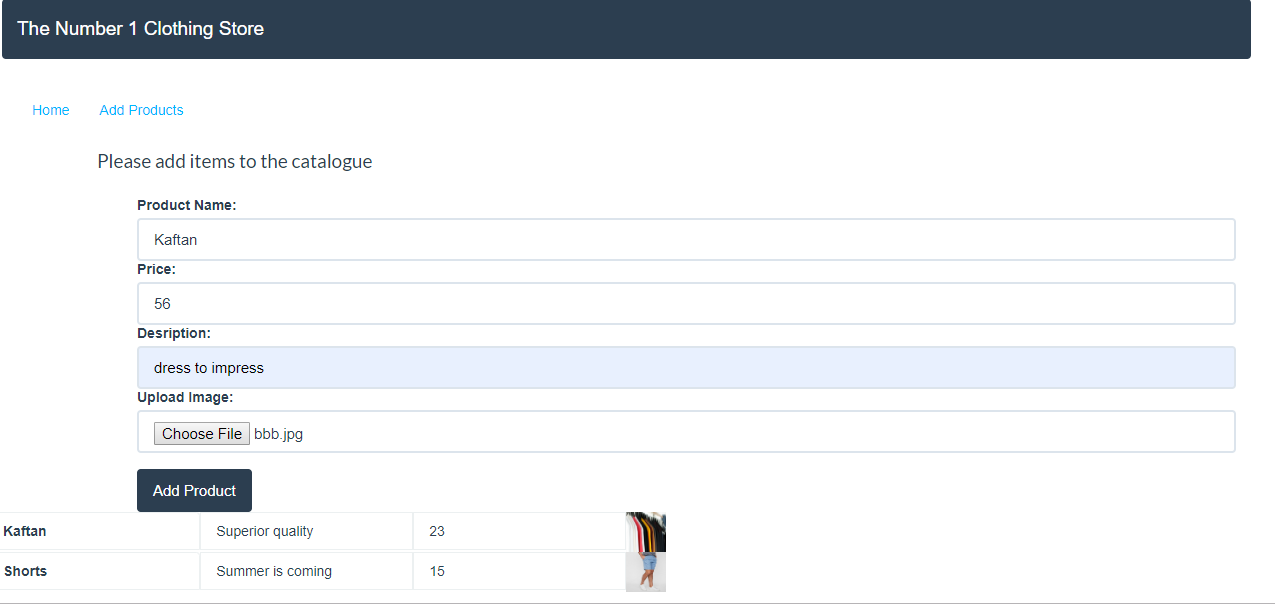 The Number 1 Clothing Store
Home Add Products
Please add items to the catalogue
Product Name:
Kaftan
Price:
56
Desription:
dress to impress
Upload Image:
Choose File bbb.jpg
Add Product
Kaftan Superior quality 23
Shorts Summer is coming 15